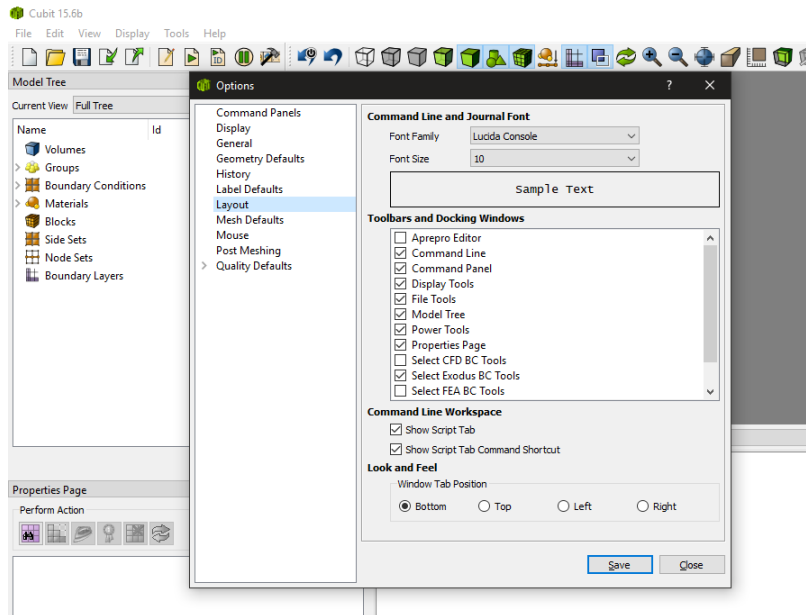 Cubit 15.6b
File Edit View Display Tools Help
ID
Model Tree
Current View Full Tree
Name Id
Volumes
Groups
Boundary Conditions
Materials
Blocks
Side Sets
Node Sets
Boundary Layers
Properties Page
Perform Action
Options ? ✕
Command Panels
Display
General
Geometry Defaults
History
Label Defaults
Layout
Mesh Defaults
Mouse
Post Meshing
Quality Defaults
Command Line and Journal Font
Font Family Lucida Console
Font Size 10
Sample Text
Toolbars and Docking Windows
Aprepro Editor
Command Line
Command Panel
Display Tools
File Tools
Model Tree
Power Tools
Properties Page
Select CFD BC Tools
Select Exodus BC Tools
Select FEA BC Tools
Command Line Workspace
Show Script Tab
Show Script Tab Command Shortcut
Look and Feel
Window Tab Position
Bottom Top Left Right
Save Close